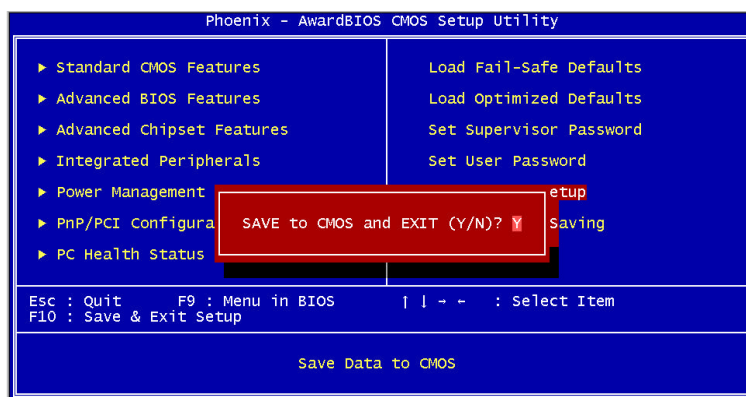 Phoenix - AwardBIOS CMOS Setup Utility
▶ Standard CMOS Features
▶ Advanced BIOS Features
▶ Advanced Chipset Features
▶ Integrated Peripherals
▶ Power Management
▶ PnP/PCI Configura
▶ PC Health Status
Load Fail-Safe Defaults
Load Optimized Defaults
Set Supervisor Password
Set User Password
etup
Saving
SAVE to CMOS and EXIT (Y/N)? Y
Esc : Quit F9 : Menu in BIOS ↑ ↓ → ← : Select Item
F10 : Save & Exit Setup
Save Data to CMOS